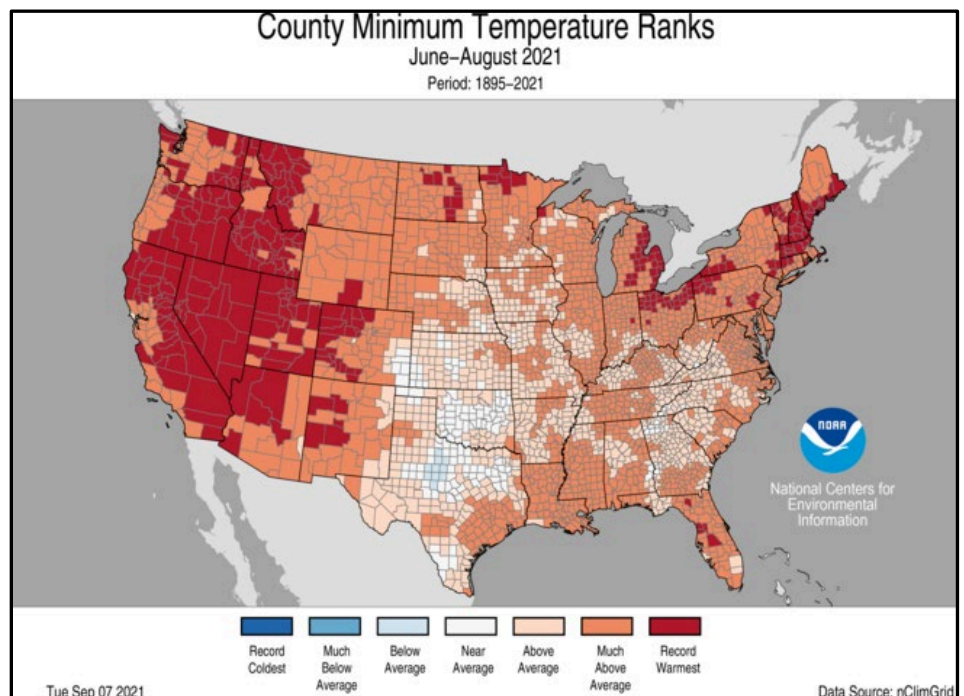 County Minimum Temperature Ranks
June–August 2021
Period: 1895–2021
NOAA
National Centers for
Environmental
Information
Record
Coldest
Much
Below
Average
Below
Average
Near
Average
Above
Average
Much
Above
Average
Record
Warmest
Tue Sep 07 2021
Data Source: nClimGrid